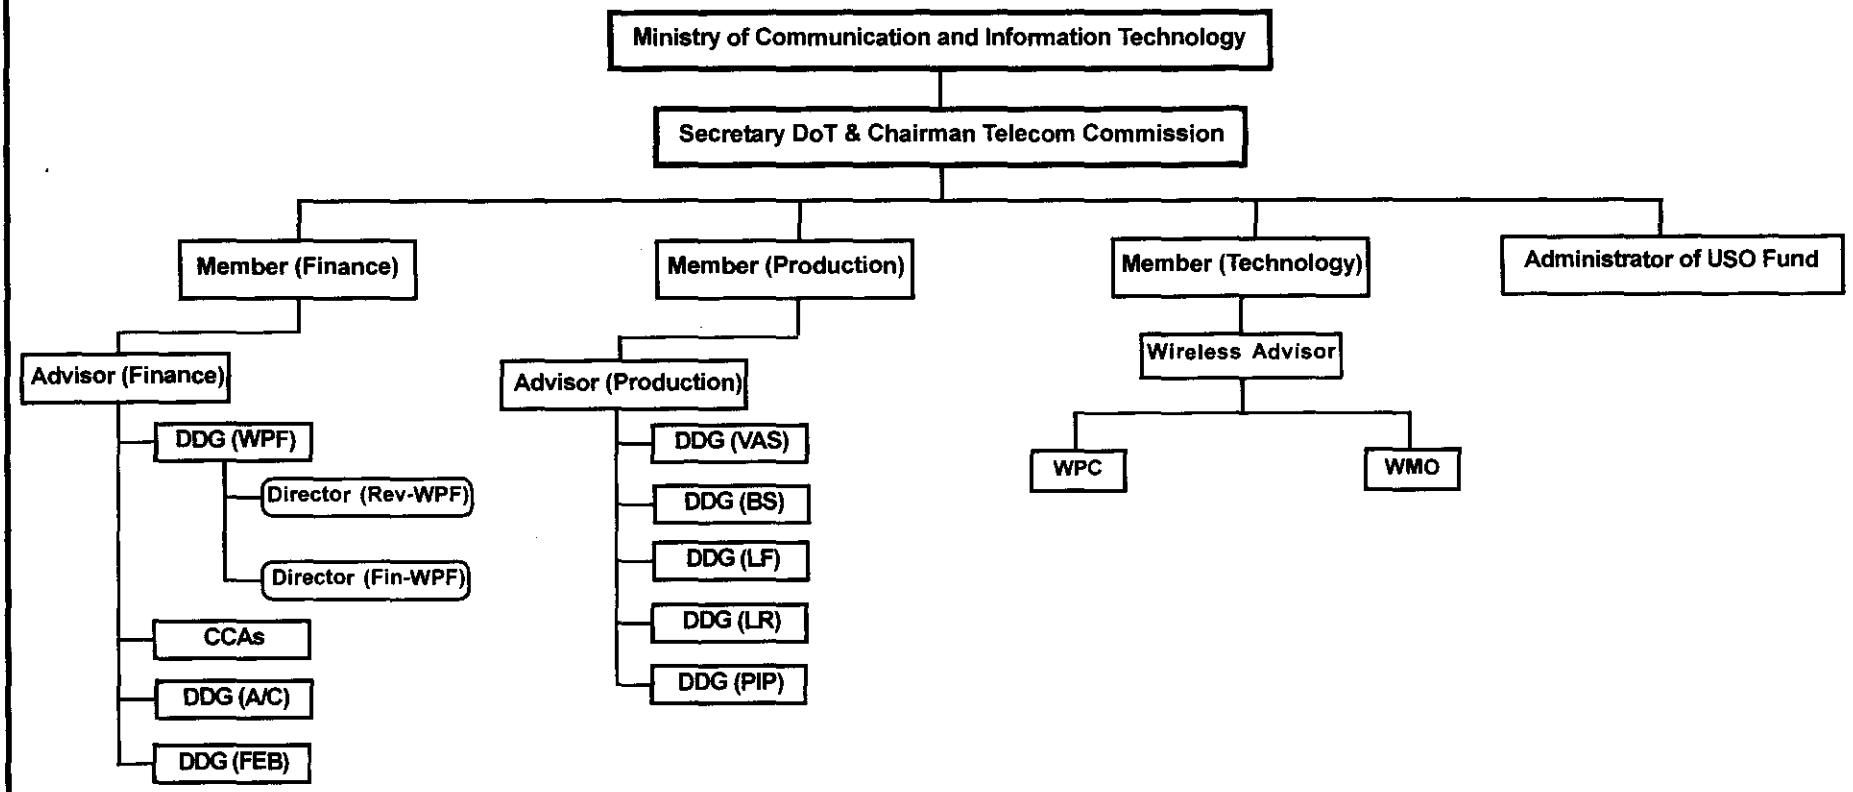 Ministry of Communication and Information Technology
Secretary DoT & Chairman Telecom Commission
Member (Finance)
Member (Production)
Member (Technology)
Administrator of USO Fund
Advisor (Finance)
Advisor (Production)
Wireless Advisor
DDG (WPF)
Director (Rev-WPF)
Director (Fin-WPF)
CCAs
DDG (A/C)
DDG (FEB)
DDG (VAS)
DDG (BS)
DDG (LF)
DDG (LR)
DDG (PIP)
WPC
WMO